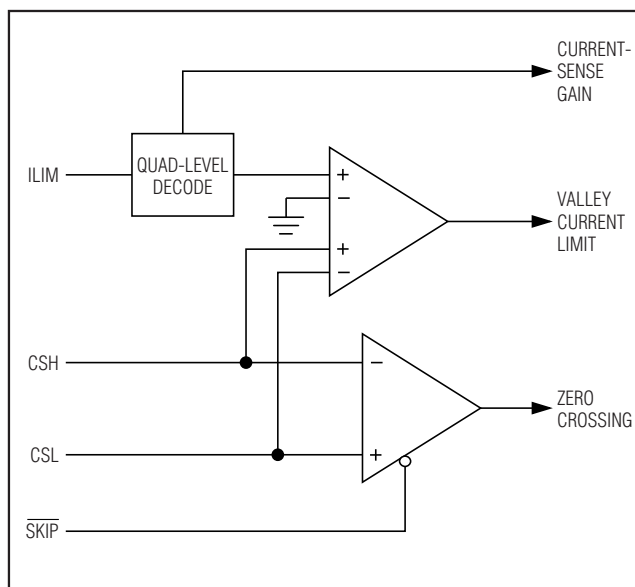 CURRENT-
SENSE
GAIN
QUAD-LEVEL
DECODE
ILIM
+
−
+
−
VALLEY
CURRENT
LIMIT
CSH
−
ZERO
CROSSING
CSL
+
SKIP